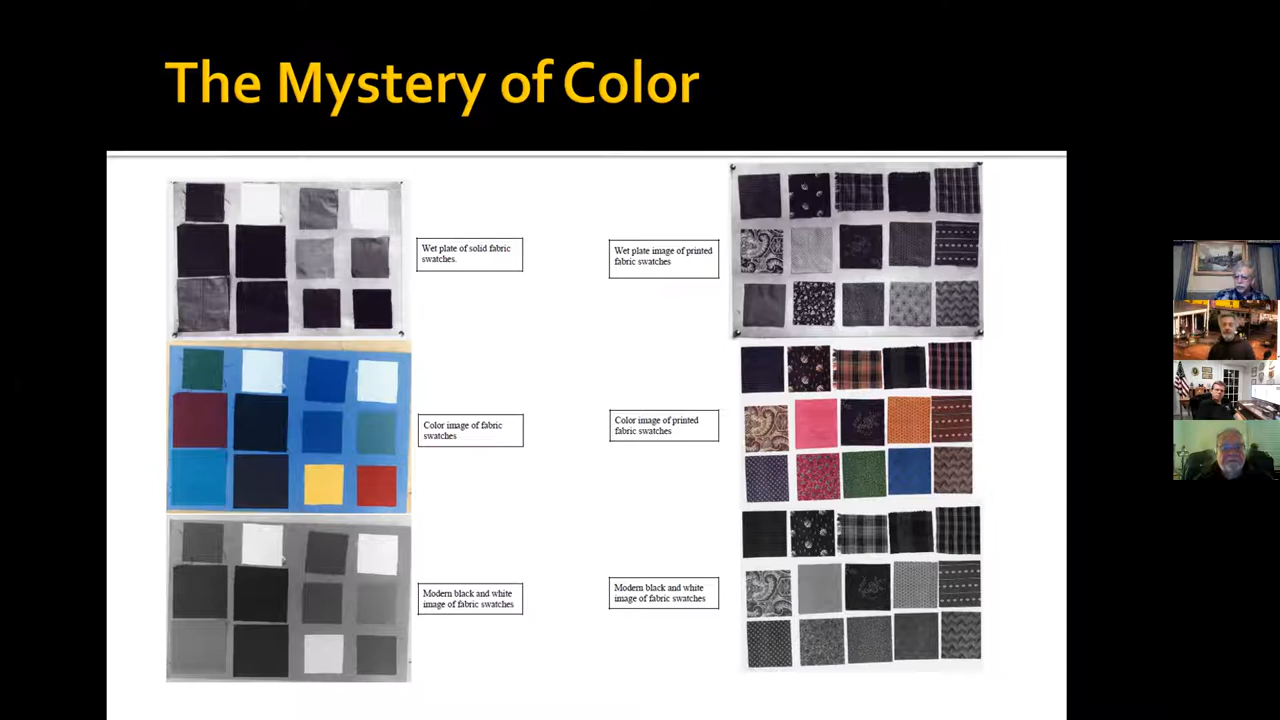 The Mystery of Color
Wet plate of solid fabric
swatches.
Wet plate image of printed
fabric swatches
Color image of fabric
swatches
Color image of printed
fabric swatches
Modern black and white
image of fabric swatches
Modern black and white
image of fabric swatches